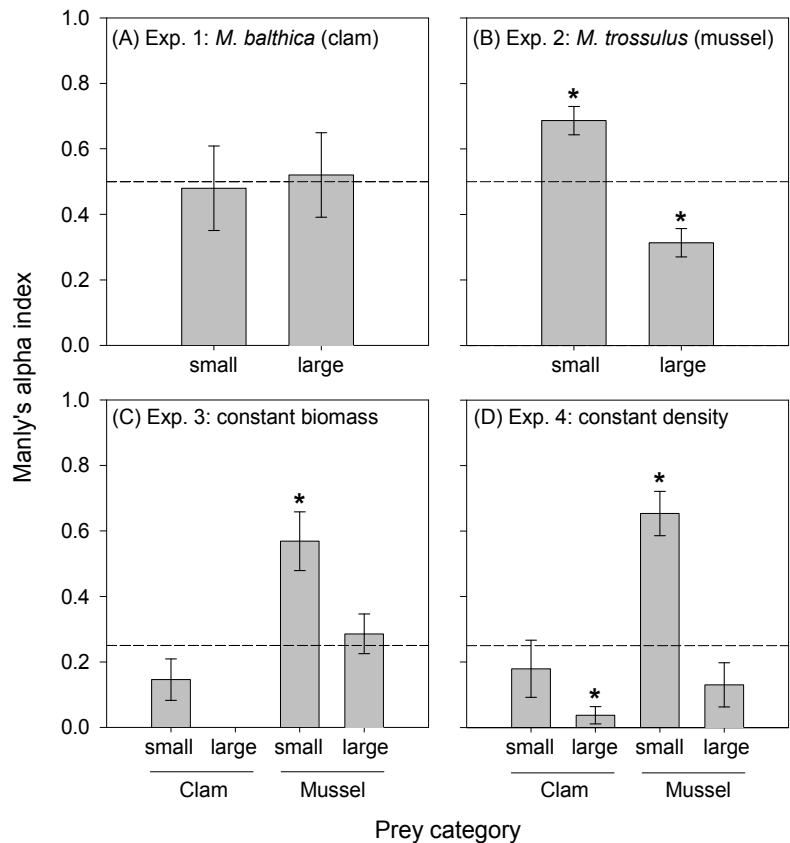 (A) Exp. 1: M. balthica (clam)
(B) Exp. 2: M. trossulus (mussel)
1.0
0.8
0.6
0.4
0.2
0.0
*
*
small large
small large
Manly's alpha index
(C) Exp. 3: constant biomass
(D) Exp. 4: constant density
1.0
0.8
0.6
0.4
0.2
0.0
*
*
*
small large small large
small large small large
Clam Mussel
Clam Mussel
Prey category